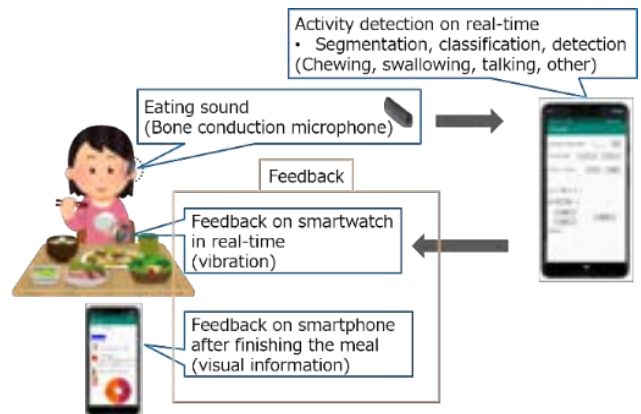 Activity detection on real-time
• Segmentation, classification, detection
(Chewing, swallowing, talking, other)
Eating sound
(Bone conduction microphone)
Feedback
Feedback on smartwatch
in real-time
(vibration)
Feedback on smartphone
after finishing the meal
(visual information)